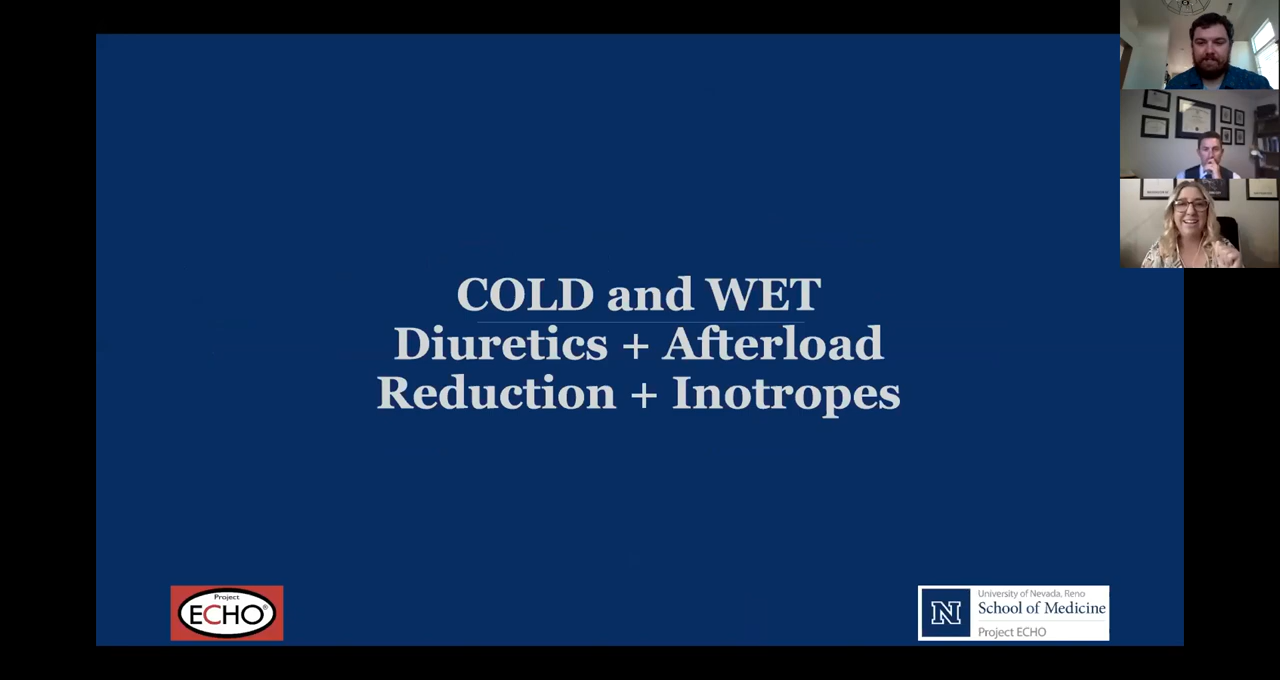 COLD and WET
Diuretics + Afterload
Reduction + Inotropes
Project
ECHO®
N
University of Nevada, Reno
School of Medicine
Project ECHO